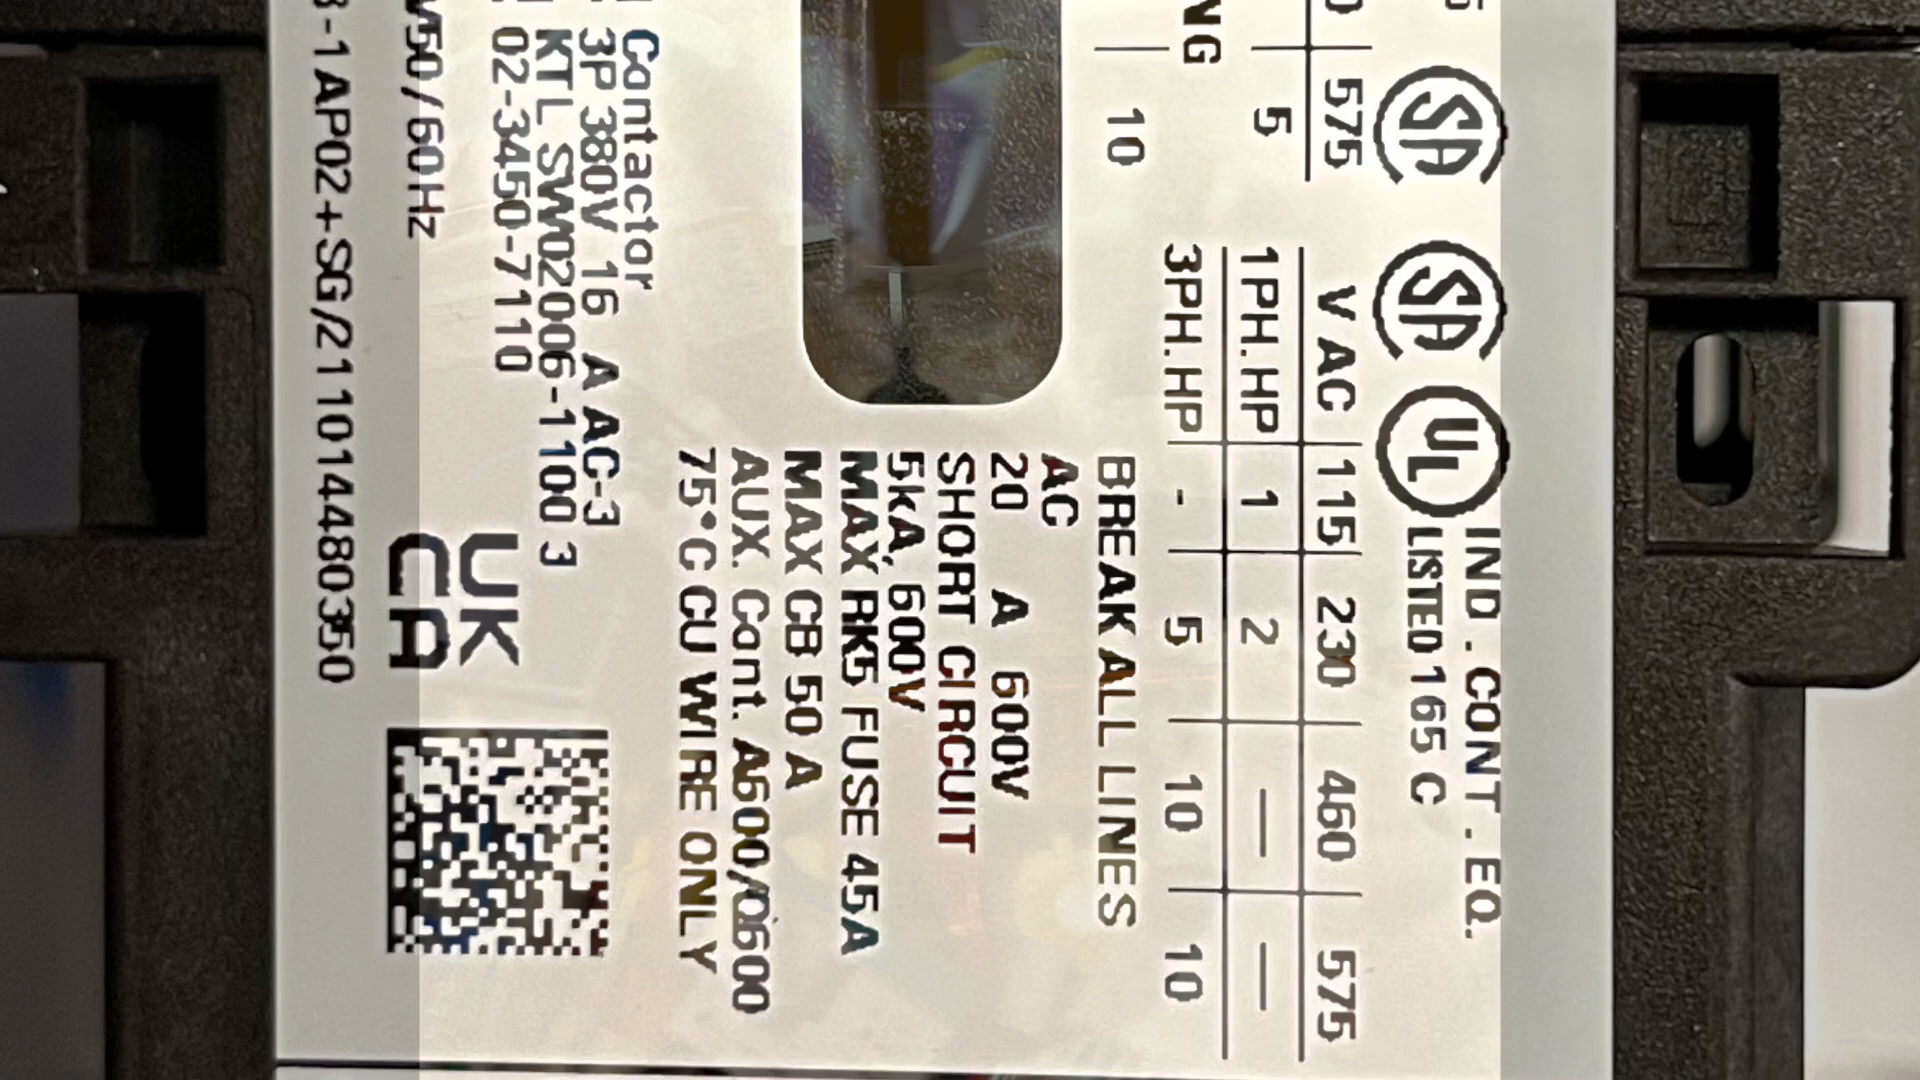 IND. CONT. EQ.
LISTED 165 C
UL
575
5
10
V AC 115 230 460 575
1PH.HP 1 2 — —
3PH.HP - 5 10 10
BREAK ALL LINES
AC
20 A 600V
SHORT CIRCUIT
5kA, 600V
MAX RK5 FUSE 45A
MAX CB 50 A
AUX. Cont. A600/Q600
75°C CU WIRE ONLY
Contactor
3P 380V 16 A AC-3
KTL SW02006-1100 3
02-3450-7110
50/60Hz
UK
CA
-1AP02+SG/211014480350